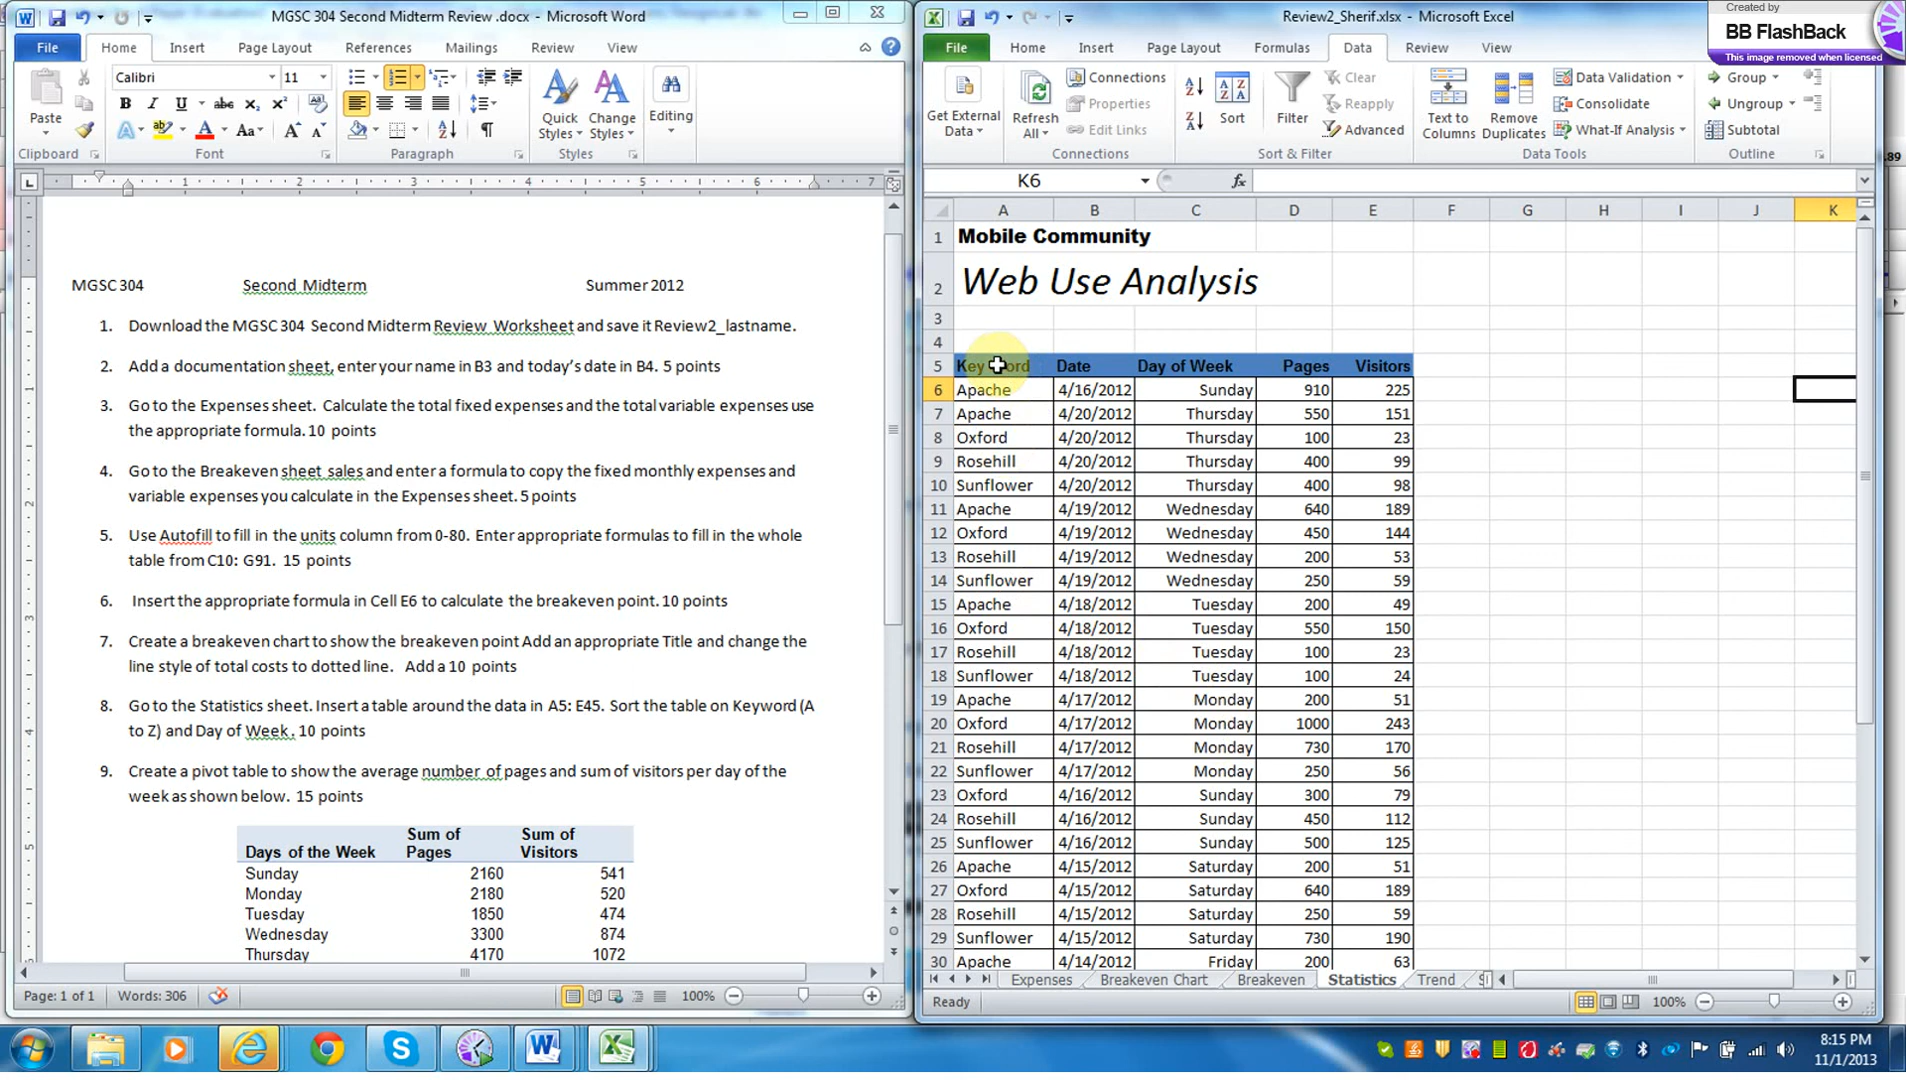 MGSC 304 Second Midterm Review .docx - Microsoft Word
File Home Insert Page Layout References Mailings Review View
Calibri 11
Paste
Quick Styles
Change Styles
Editing
Clipboard Font Paragraph Styles
MGSC 304 Second Midterm Summer 2012
1. Download the MGSC 304 Second Midterm Review Worksheet and save it Review2_lastname.
2. Add a documentation sheet, enter your name in B3 and today's date in B4. 5 points
3. Go to the Expenses sheet. Calculate the total fixed expenses and the total variable expenses use
the appropriate formula. 10 points
4. Go to the Breakeven sheet sales and enter a formula to copy the fixed monthly expenses and
variable expenses you calculate in the Expenses sheet. 5 points
5. Use Autofill to fill in the units column from 0-80. Enter appropriate formulas to fill in the whole
table from C10: G91. 15 points
6. Insert the appropriate formula in Cell E6 to calculate the breakeven point. 10 points
7. Create a breakeven chart to show the breakeven point Add an appropriate Title and change the
line style of total costs to dotted line. Add a 10 points
8. Go to the Statistics sheet. Insert a table around the data in A5: E45. Sort the table on Keyword (A
to Z) and Day of Week . 10 points
9. Create a pivot table to show the average number of pages and sum of visitors per day of the
week as shown below. 15 points
Days of the Week Sum of Pages Sum of Visitors
Sunday 2160 541
Monday 2180 520
Tuesday 1850 474
Wednesday 3300 874
Thursday 4170 1072
Page: 1 of 1 Words: 306 100%
Review2_Sherif.xlsx - Microsoft Excel
Created by
BB FlashBack
This image removed when licensed
File Home Insert Page Layout Formulas Data Review View
Get External Data
Refresh All
Connections
Properties
Edit Links
Sort
Filter
Clear
Reapply
Advanced
Text to Columns
Remove Duplicates
Data Validation
Consolidate
What-If Analysis
Group
Ungroup
Subtotal
Connections Sort & Filter Data Tools Outline
.89
K6 fx
A B C D E F G H I J K
1 Mobile Community
2 Web Use Analysis
3
4
5 Key Date Day of Week Pages Visitors
6 Apache 4/16/2012 Sunday 910 225
7 Apache 4/20/2012 Thursday 550 151
8 Oxford 4/20/2012 Thursday 100 23
9 Rosehill 4/20/2012 Thursday 400 99
10 Sunflower 4/20/2012 Thursday 400 98
11 Apache 4/19/2012 Wednesday 640 189
12 Oxford 4/19/2012 Wednesday 450 144
13 Rosehill 4/19/2012 Wednesday 200 53
14 Sunflower 4/19/2012 Wednesday 250 59
15 Apache 4/18/2012 Tuesday 200 49
16 Oxford 4/18/2012 Tuesday 550 150
17 Rosehill 4/18/2012 Tuesday 100 23
18 Sunflower 4/18/2012 Tuesday 100 24
19 Apache 4/17/2012 Monday 200 51
20 Oxford 4/17/2012 Monday 1000 243
21 Rosehill 4/17/2012 Monday 730 170
22 Sunflower 4/17/2012 Monday 250 56
23 Oxford 4/16/2012 Sunday 300 79
24 Rosehill 4/16/2012 Sunday 450 112
25 Sunflower 4/16/2012 Sunday 500 125
26 Apache 4/15/2012 Saturday 200 51
27 Oxford 4/15/2012 Saturday 640 189
28 Rosehill 4/15/2012 Saturday 250 59
29 Sunflower 4/15/2012 Saturday 730 190
30 Apache 4/14/2012 Friday 200 63
Expenses Breakeven Chart Breakeven Statistics Trend
Ready 100%
8:15 PM
11/1/2013